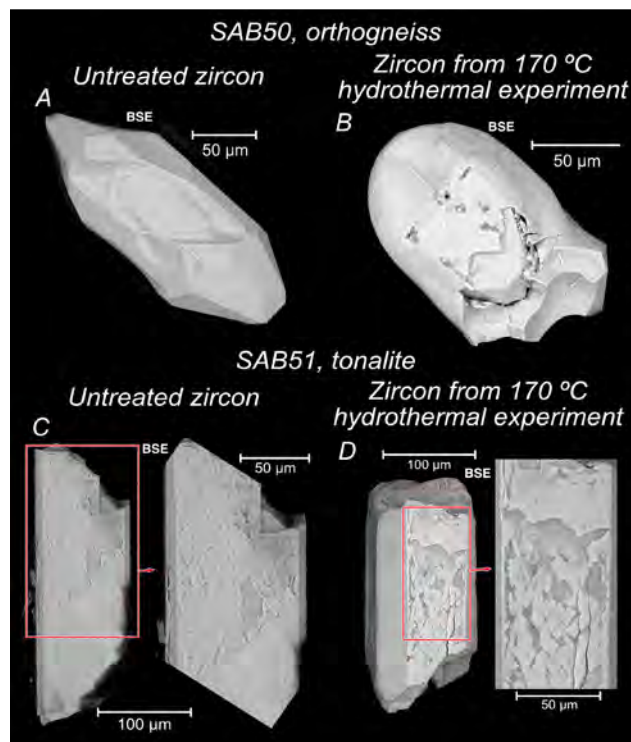 SAB50, orthogneiss
Untreated zircon
Zircon from 170 ºC
hydrothermal experiment
A
BSE
50 µm
B
BSE
50 µm
SAB51, tonalite
Untreated zircon
Zircon from 170 ºC
hydrothermal experiment
C
BSE
50 µm
100 µm
D
100 µm
BSE
50 µm